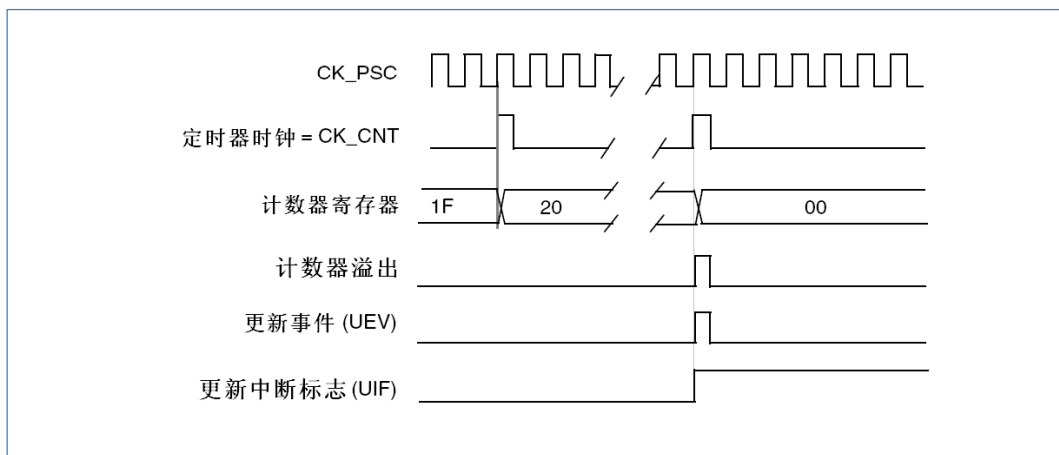 CK_PSC
定时器时钟 = CK_CNT
计数器寄存器 1F 20 00
计数器溢出
更新事件 (UEV)
更新中断标志 (UIF)